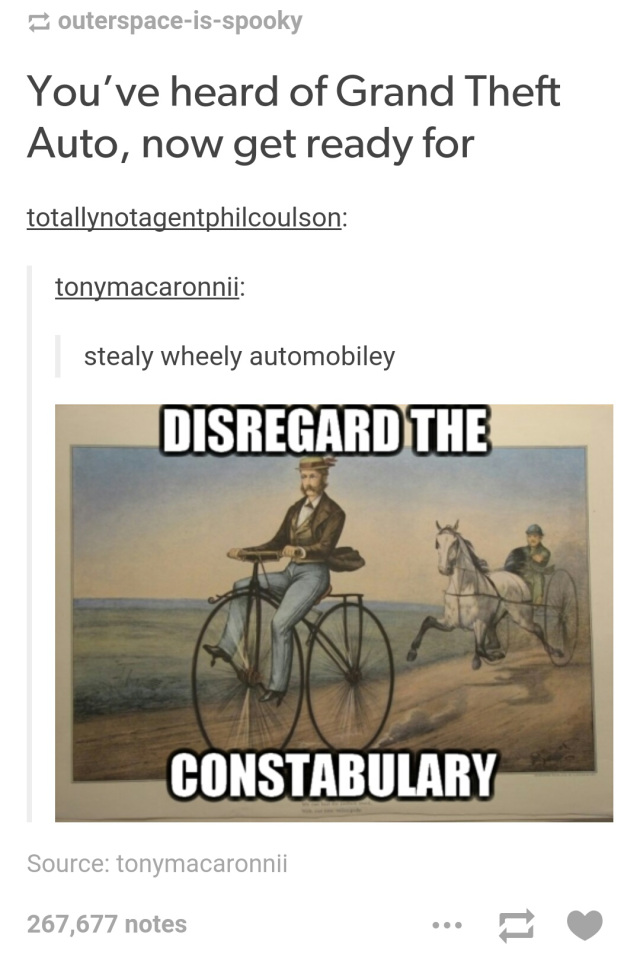 outerspace-is-spooky
You've heard of Grand Theft
Auto, now get ready for
totallynotagentphilcoulson:
tonymacaronnii:
stealy wheely automobiley
DISREGARD THE
CONSTABULARY
Source: tonymacaronnii
267,677 notes